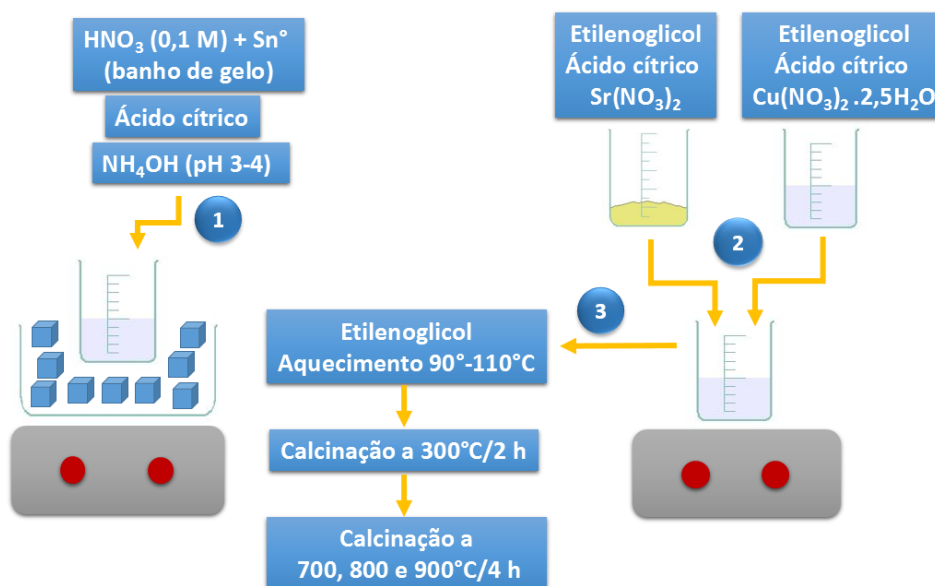 HNO₃ (0,1 M) + Sn°
(banho de gelo)
Ácido cítrico
NH₄OH (pH 3-4)
1
Etilenoglicol
Ácido cítrico
Sr(NO₃)₂
Etilenoglicol
Ácido cítrico
Cu(NO₃)₂ .2,5H₂O
2
3
Etilenoglicol
Aquecimento 90°-110°C
Calcinação a 300°C/2 h
Calcinação a
700, 800 e 900°C/4 h